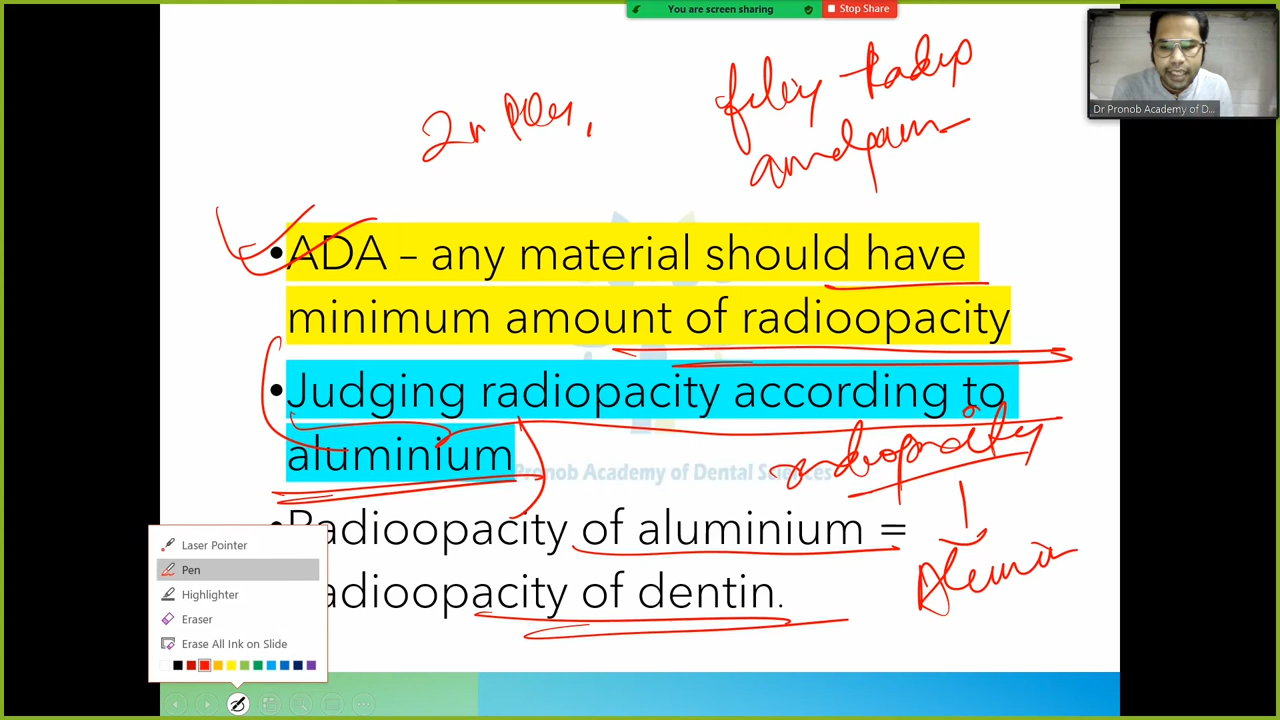 You are screen sharing
Stop Share
Dr Pronob Academy of D...
• ADA – any material should have
minimum amount of radioopacity
• Judging radiopacity according to
aluminium
radiopacity
Pronob Academy of Dental Sciences
Radioopacity of aluminium =
adioopacity of dentin.
Laser Pointer
Pen
Highlighter
Eraser
Erase All Ink on Slide